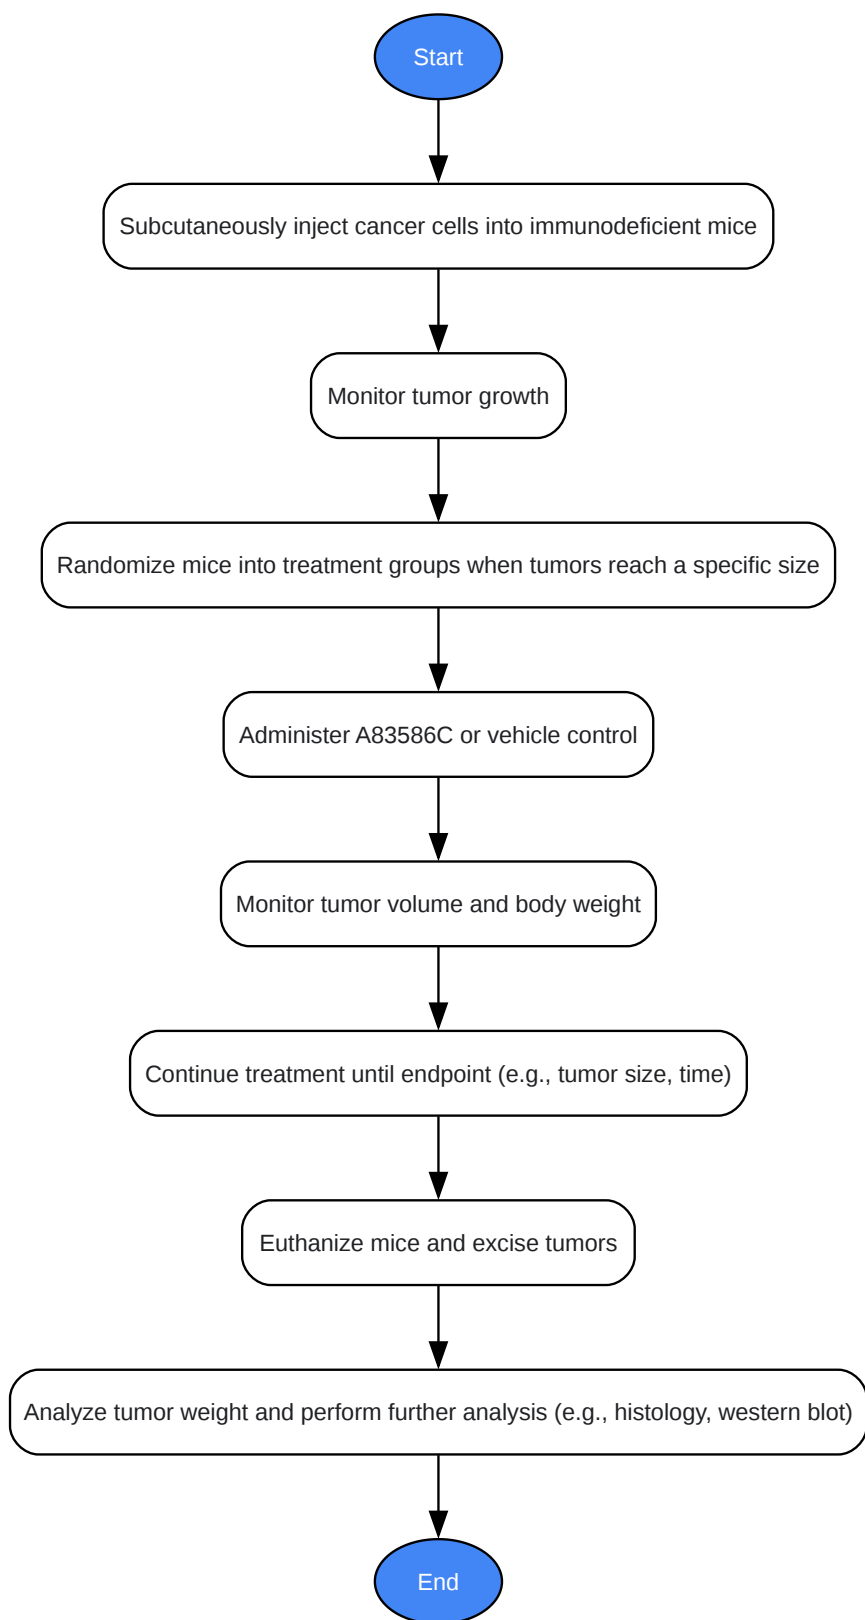 Start
Subcutaneously inject cancer cells into immunodeficient mice
Monitor tumor growth
Randomize mice into treatment groups when tumors reach a specific size
Administer A83586C or vehicle control
Monitor tumor volume and body weight
Continue treatment until endpoint (e.g., tumor size, time)
Euthanize mice and excise tumors
Analyze tumor weight and perform further analysis (e.g., histology, western blot)
End